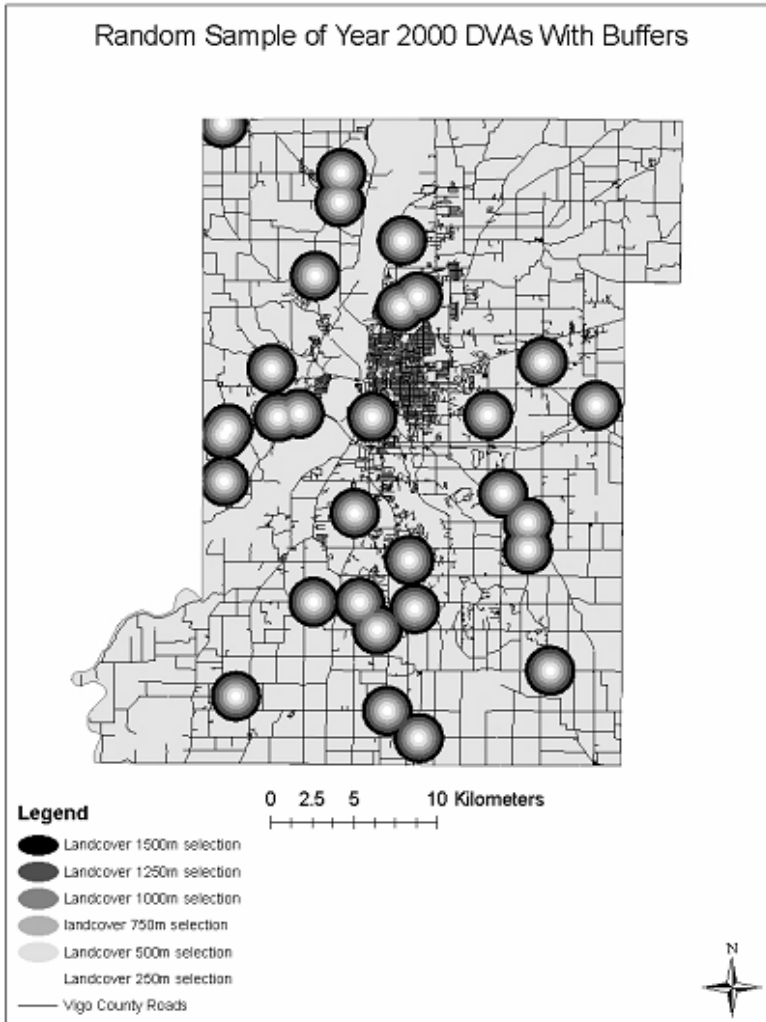 Random Sample of Year 2000 DVAs With Buffers
0 2.5 5 10 Kilometers
Legend
Landcover 1500m selection
Landcover 1250m selection
Landcover 1000m selection
landcover 750m selection
Landcover 500m selection
Landcover 250m selection
Vigo County Roads
N